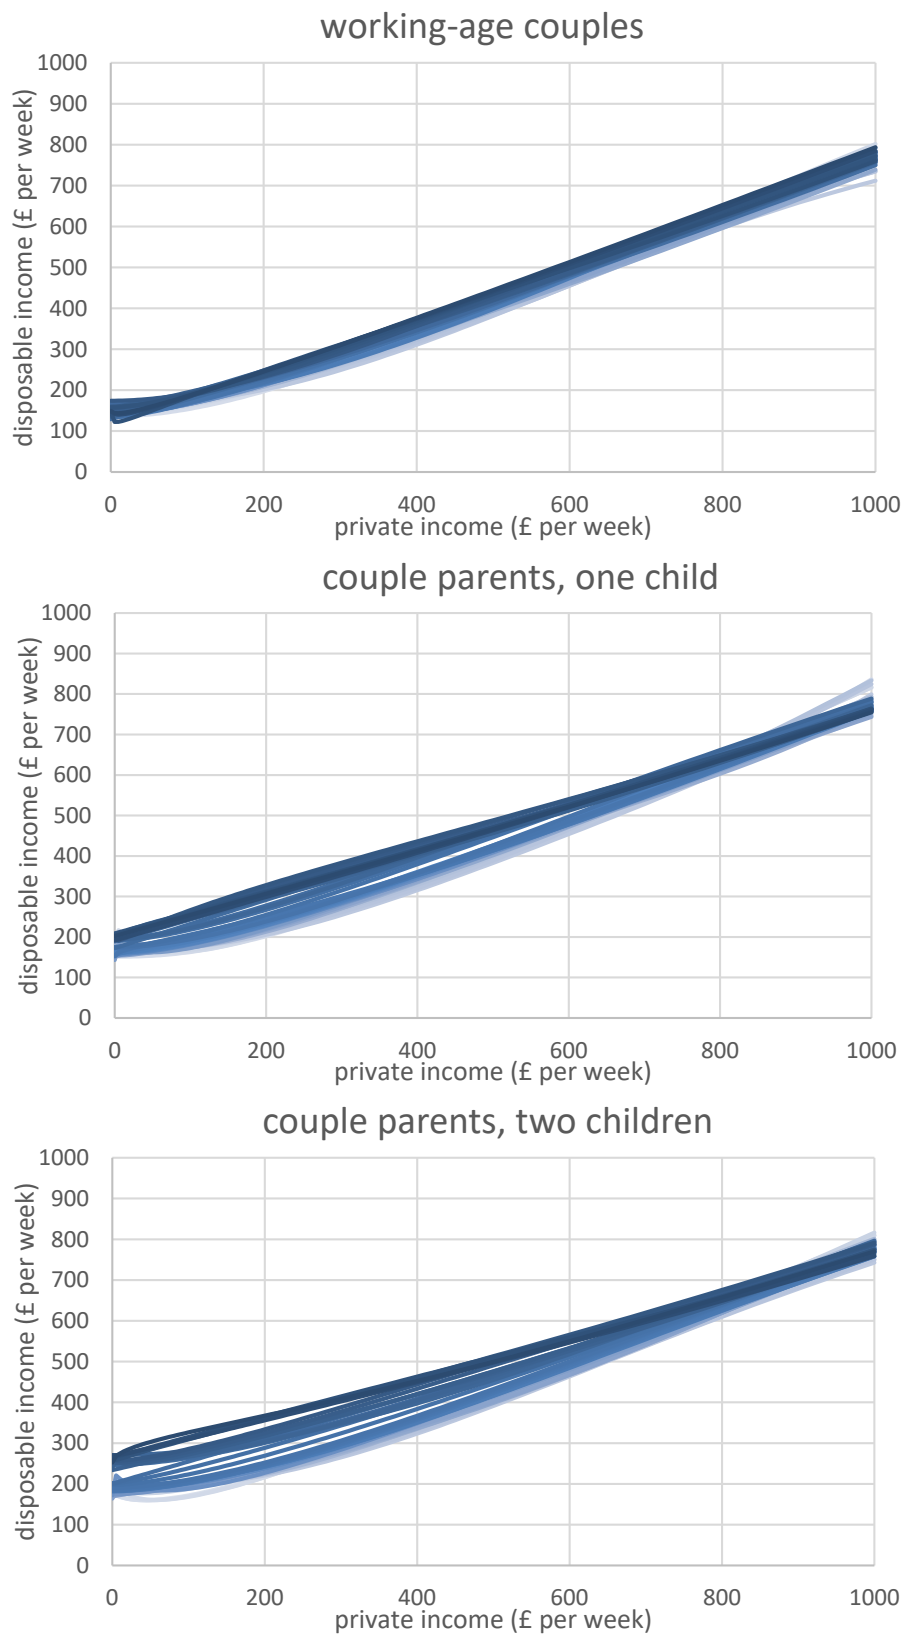 working-age couples
disposable income (£ per week)
1000
900
800
700
600
500
400
300
200
100
0
0 200 400 600 800 1000
private income (£ per week)
couple parents, one child
disposable income (£ per week)
1000
900
800
700
600
500
400
300
200
100
0
0 200 400 600 800 1000
private income (£ per week)
couple parents, two children
disposable income (£ per week)
1000
900
800
700
600
500
400
300
200
100
0
0 200 400 600 800 1000
private income (£ per week)